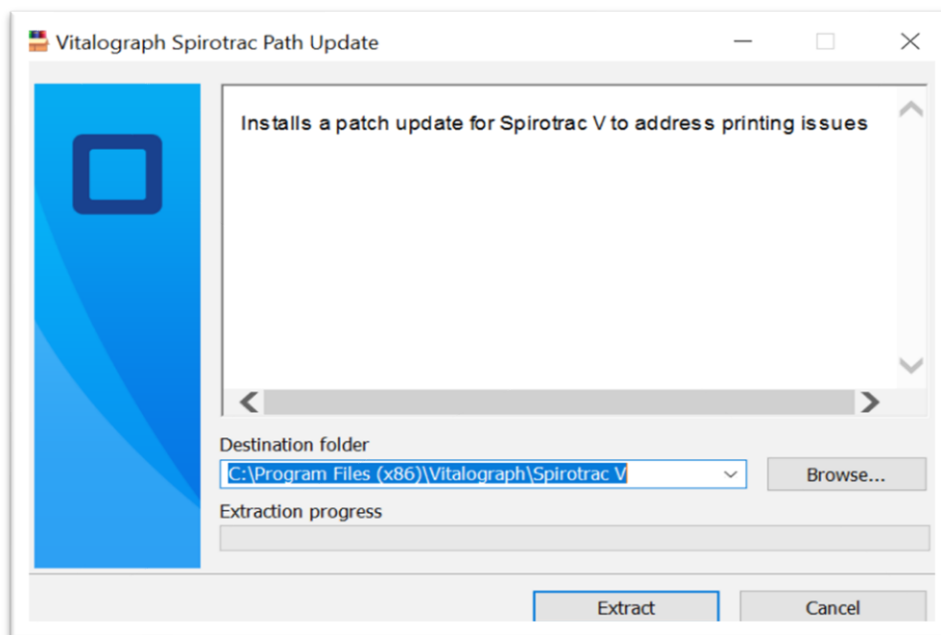 Vitalograph Spirotrac Path Update
Installs a patch update for Spirotrac V to address printing issues
Destination folder
C:\Program Files (x86)\Vitalograph\Spirotrac V
Browse...
Extraction progress
Extract
Cancel